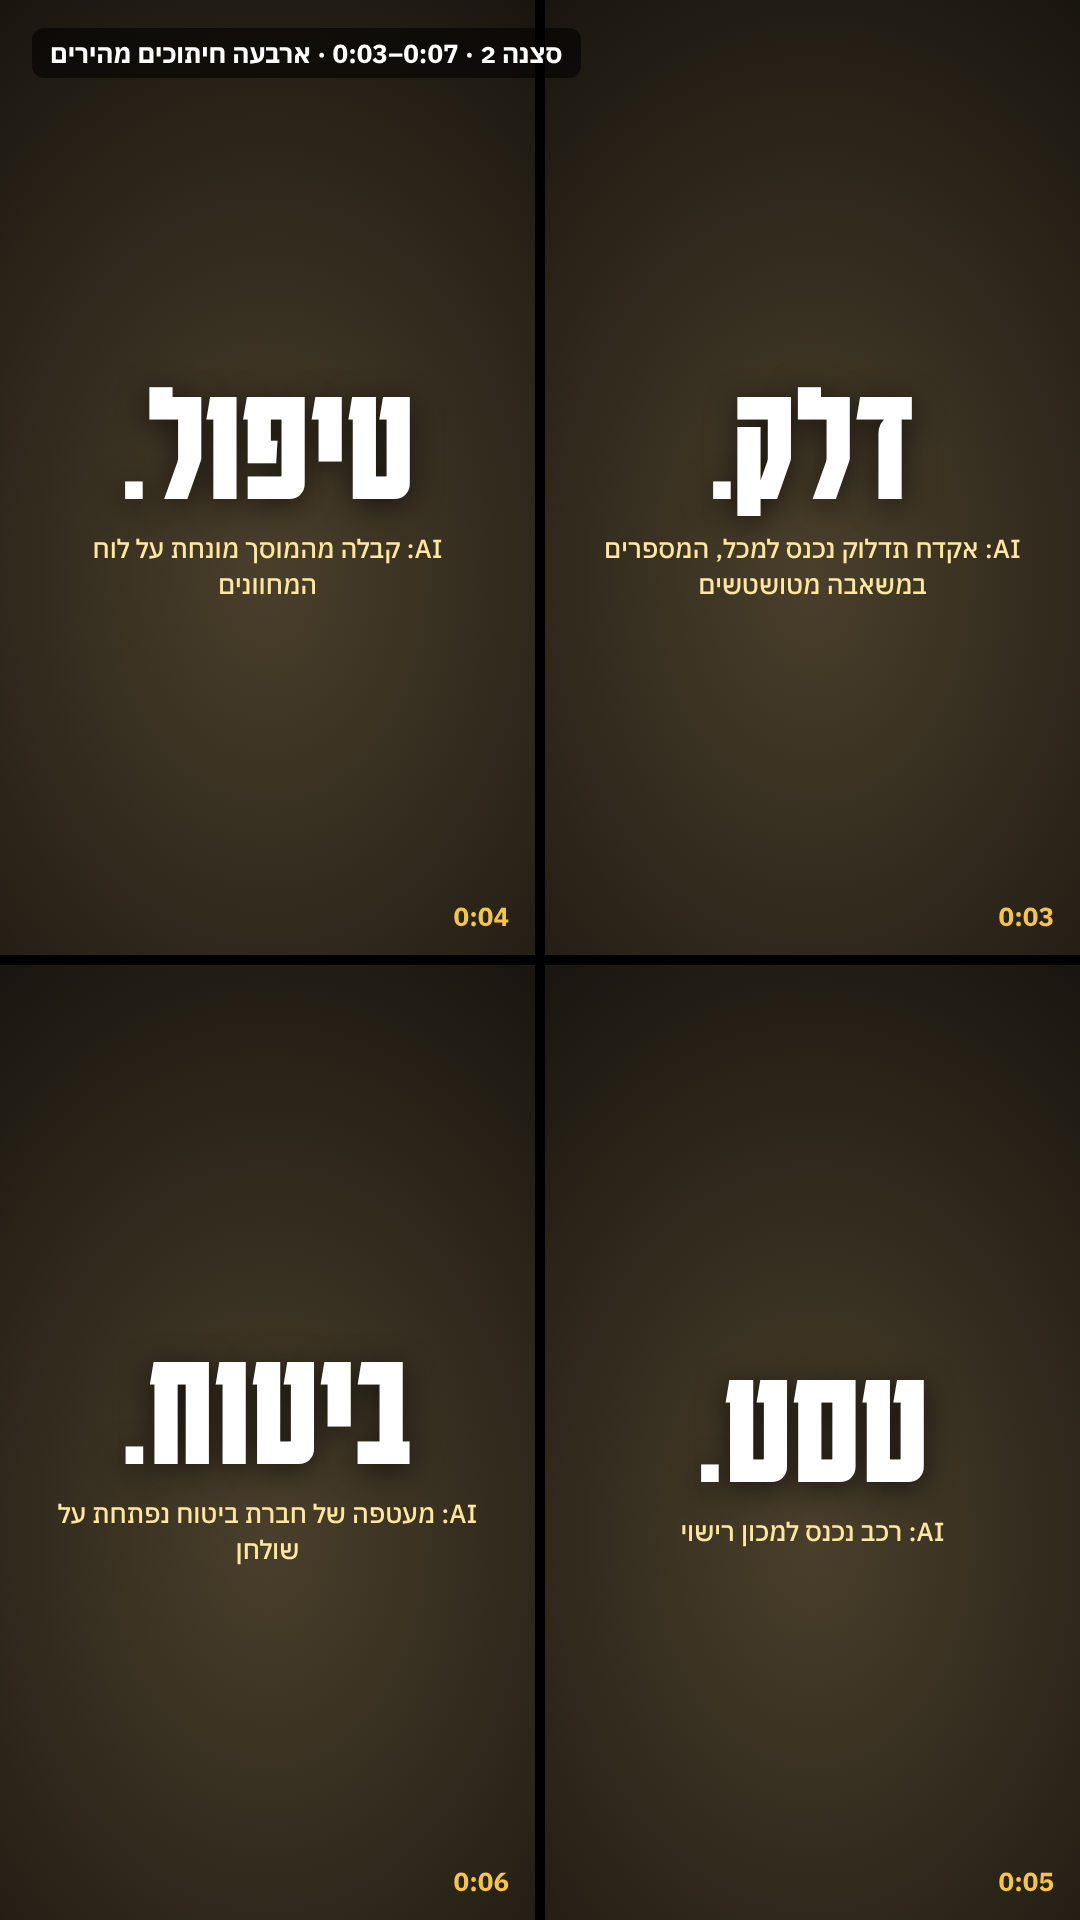 סצנה 2 · 0:03–0:07 · ארבעה חיתוכים מהירים
דלק.
AI: אקדח תדלוק נכנס למכל, המספרים
במשאבה מטושטשים
0:03
טיפול.
AI: קבלה מהמוסך מונחת על לוח
המחוונים
0:04
טסט.
AI: רכב נכנס למכון רישוי
0:05
ביטוח.
AI: מעטפה של חברת ביטוח נפתחת על
שולחן
0:06